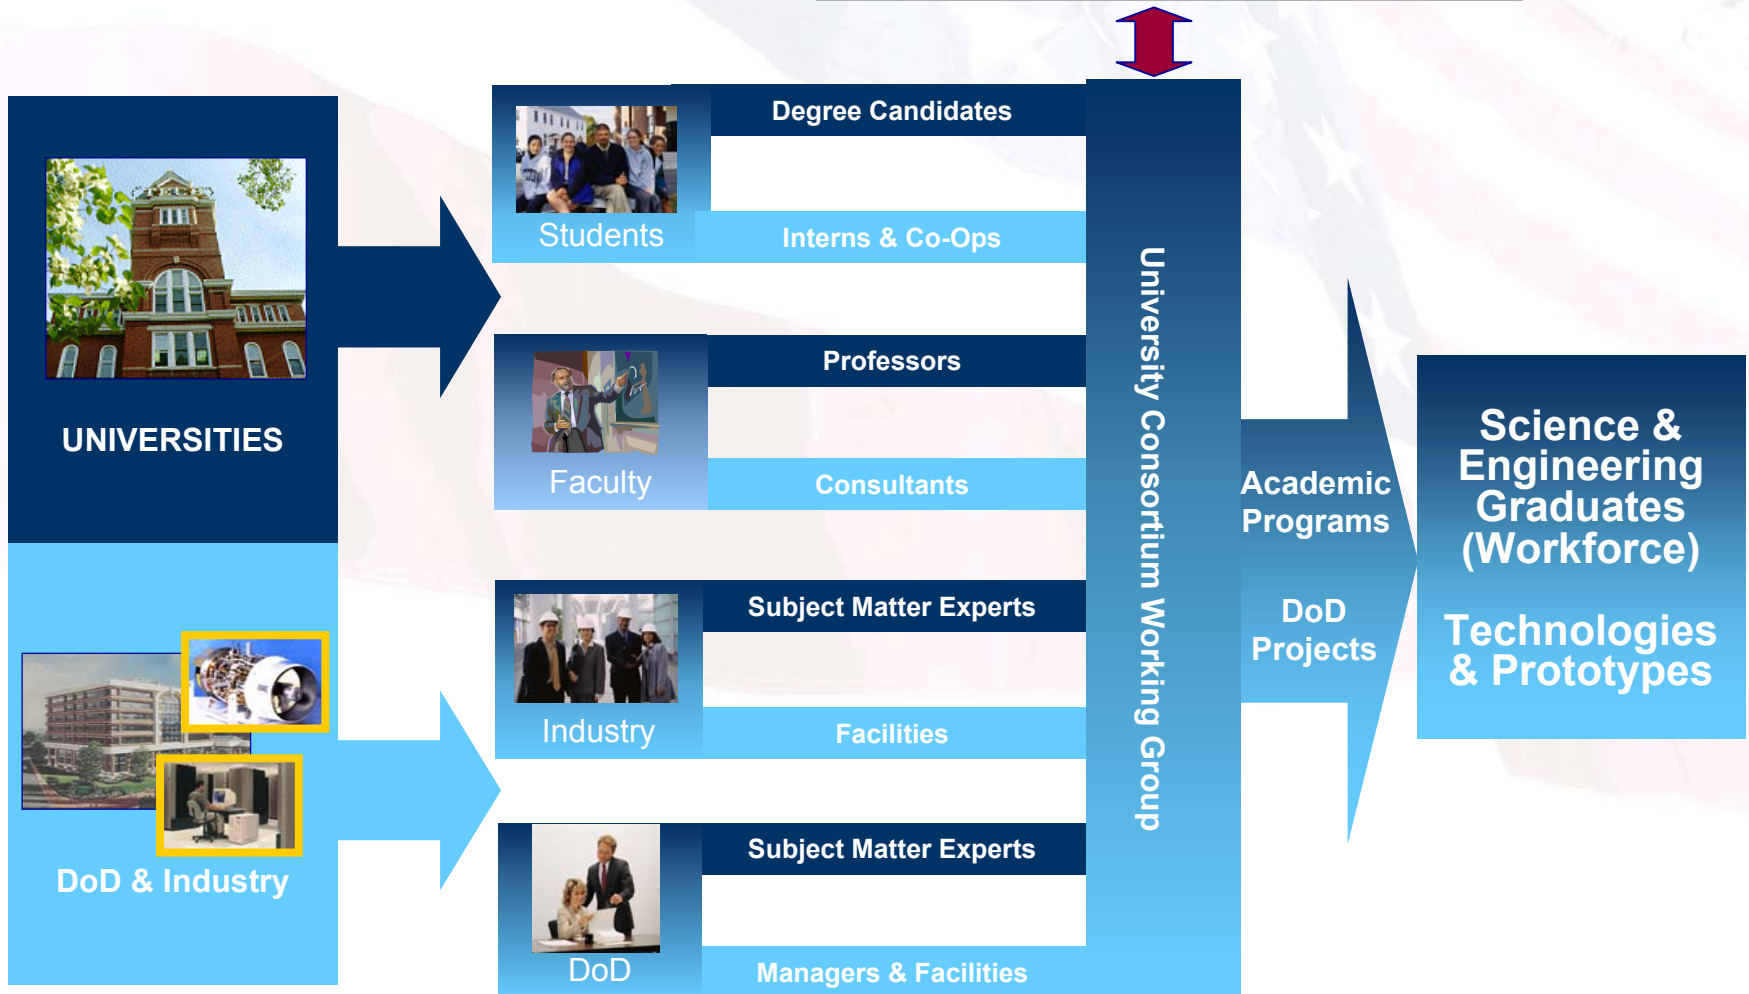 UNIVERSITIES
DoD & Industry
Students
Degree Candidates
Interns & Co-Ops
Faculty
Professors
Consultants
Industry
Subject Matter Experts
Facilities
DoD
Subject Matter Experts
Managers & Facilities
University Consortium Working Group
Academic
Programs
DoD
Projects
Science &
Engineering
Graduates
(Workforce)
Technologies
& Prototypes